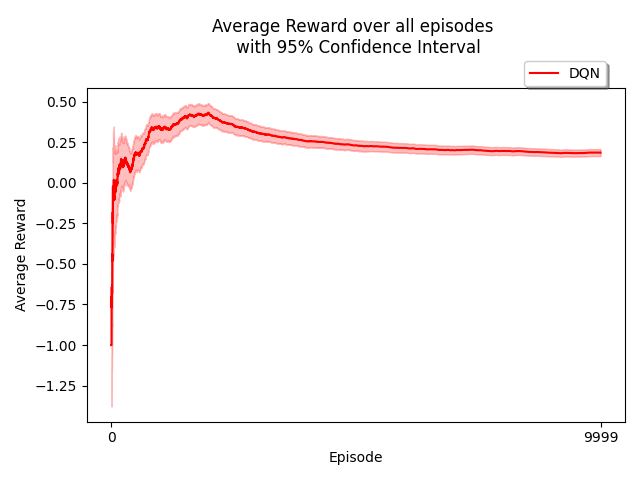 Average Reward over all episodes
with 95% Confidence Interval
DQN
0.50
0.25
0.00
−0.25
−0.50
−0.75
−1.00
−1.25
Average Reward
0
9999
Episode